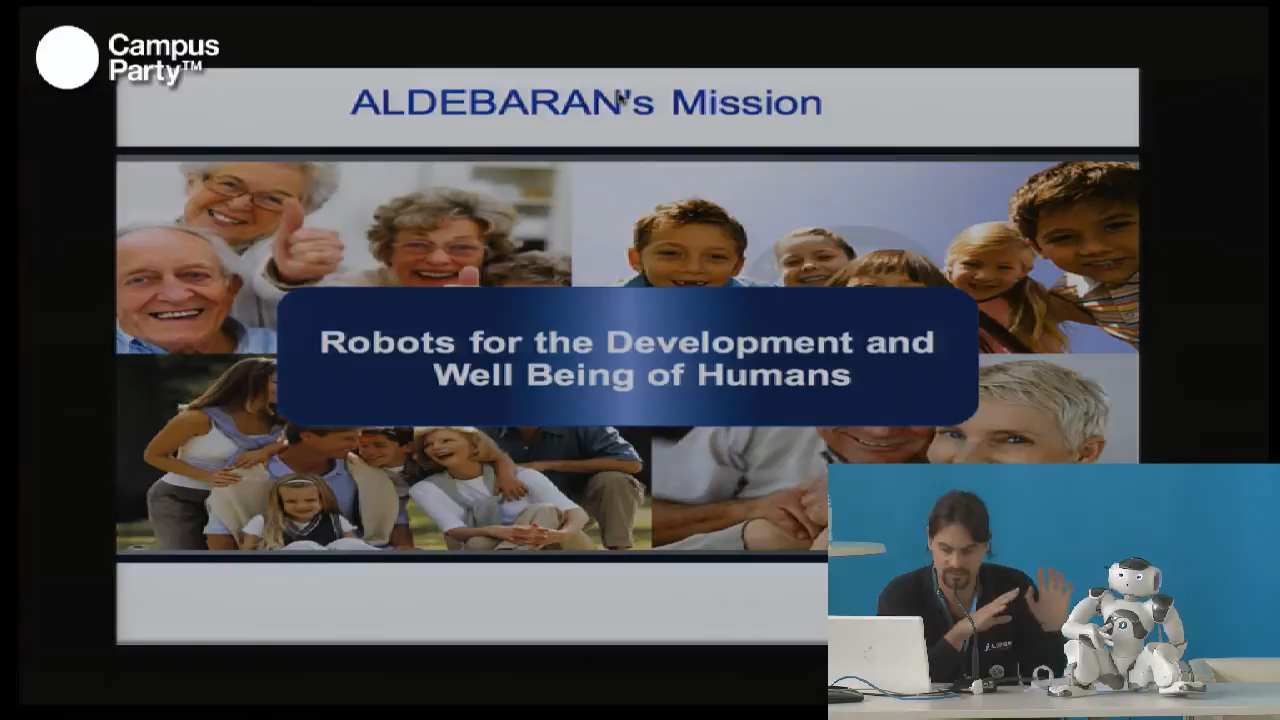 Campus
Party™
ALDEBARAN's Mission
Robots for the Development and
Well Being of Humans